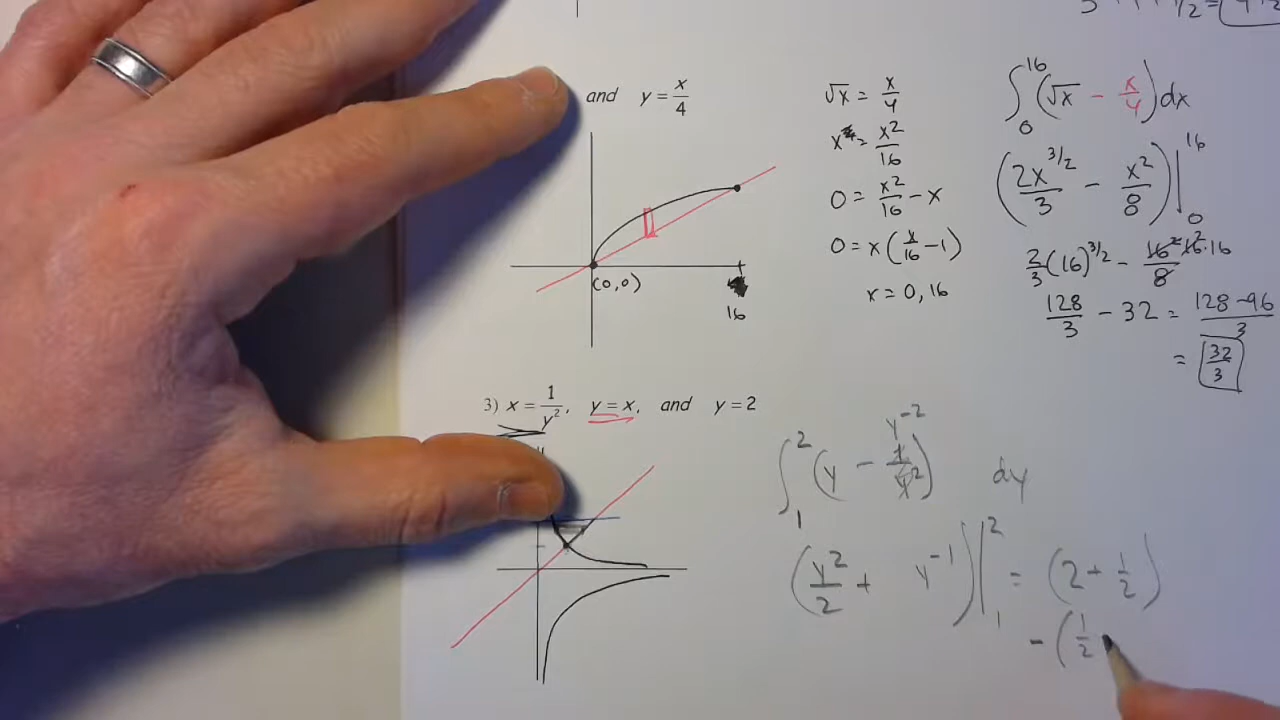 and y = x/4
(0,0)
16
√x = x/4
x = x²/16
0 = x²/16 − x
0 = x(x/16 − 1)
x = 0, 16
∫₀¹⁶ (√x − x/4) dx
(2x^{3/2}/3 − x²/8)|₀¹⁶
2/3 (16)^{3/2} − 16²/8
128/3 − 32 = 128 − 96/3
= 32/3
3) x = 1/y², y = x, and y = 2
y⁻²
∫₁² (y − 1/y²) dy
(y²/2 + y⁻¹)|₁² = (2 + 1/2)
− (1/2